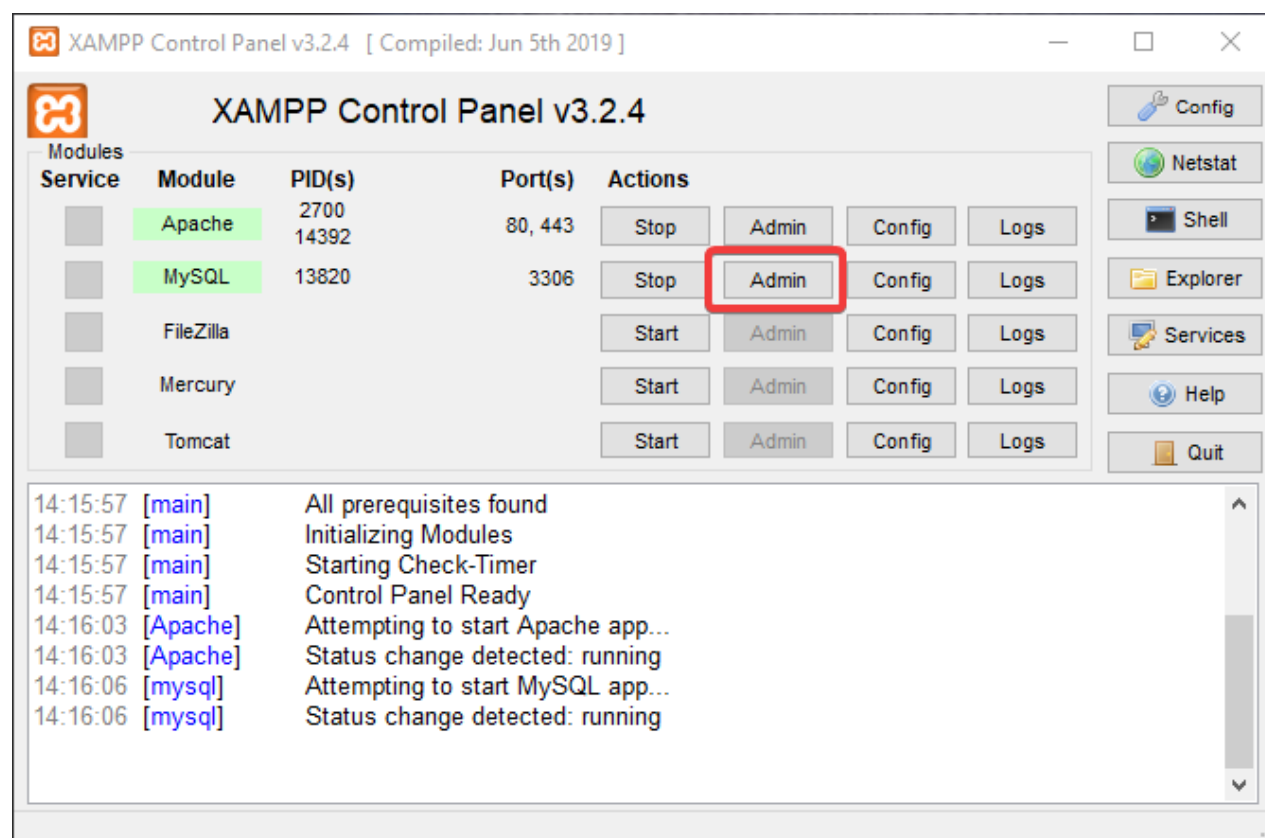 XAMPP Control Panel v3.2.4 [ Compiled: Jun 5th 2019 ]
XAMPP Control Panel v3.2.4
Config
Modules
Netstat
Service Module PID(s) Port(s) Actions
Shell
Apache 2700 14392 80, 443 Stop Admin Config Logs
MySQL 13820 3306 Stop Admin Config Logs
Explorer
FileZilla Start Admin Config Logs
Services
Mercury Start Admin Config Logs
Help
Tomcat Start Admin Config Logs
Quit
14:15:57 [main] All prerequisites found
14:15:57 [main] Initializing Modules
14:15:57 [main] Starting Check-Timer
14:15:57 [main] Control Panel Ready
14:16:03 [Apache] Attempting to start Apache app...
14:16:03 [Apache] Status change detected: running
14:16:06 [mysql] Attempting to start MySQL app...
14:16:06 [mysql] Status change detected: running